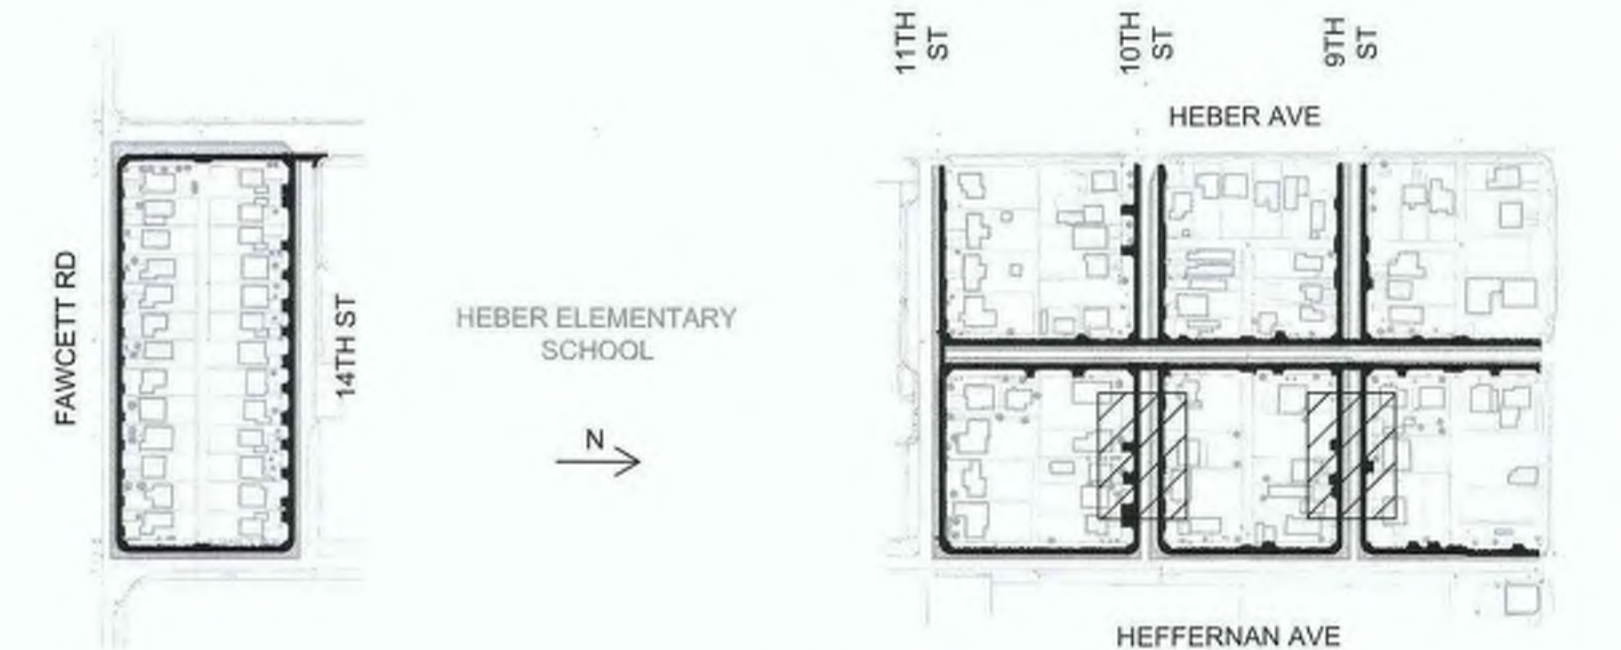 11TH
ST
10TH
ST
9TH
ST
HEBER AVE
FAWCETT RD
14TH ST
HEBER ELEMENTARY
SCHOOL
N
HEFFERNAN AVE